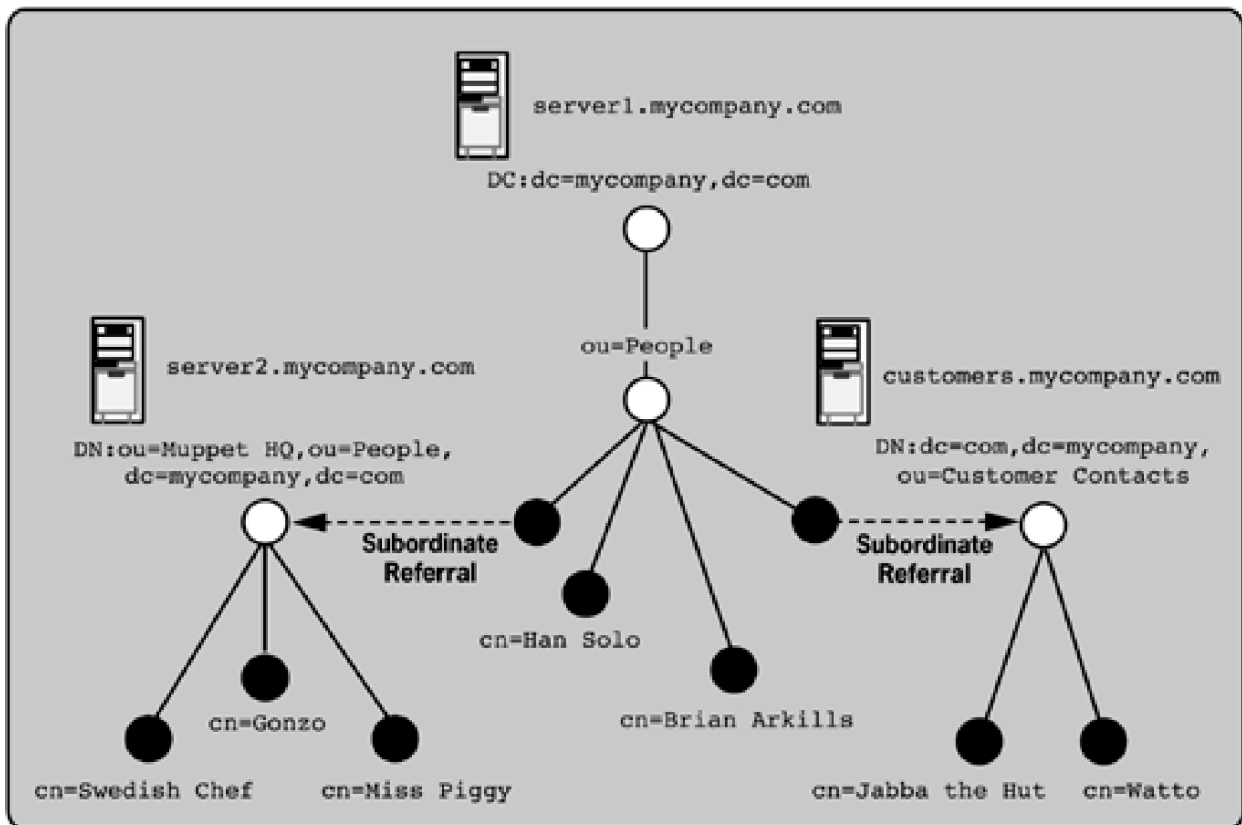 server1.mycompany.com
DC:dc=mycompany,dc=com
ou=People
server2.mycompany.com
DN:ou=Muppet HQ,ou=People,
dc=mycompany,dc=com
customers.mycompany.com
DN:dc=com,dc=mycompany,
ou=Customer Contacts
Subordinate
Referral
Subordinate
Referral
cn=Han Solo
cn=Brian Arkills
cn=Gonzo
cn=Swedish Chef
cn=Miss Piggy
cn=Jabba the Hut
cn=Watto